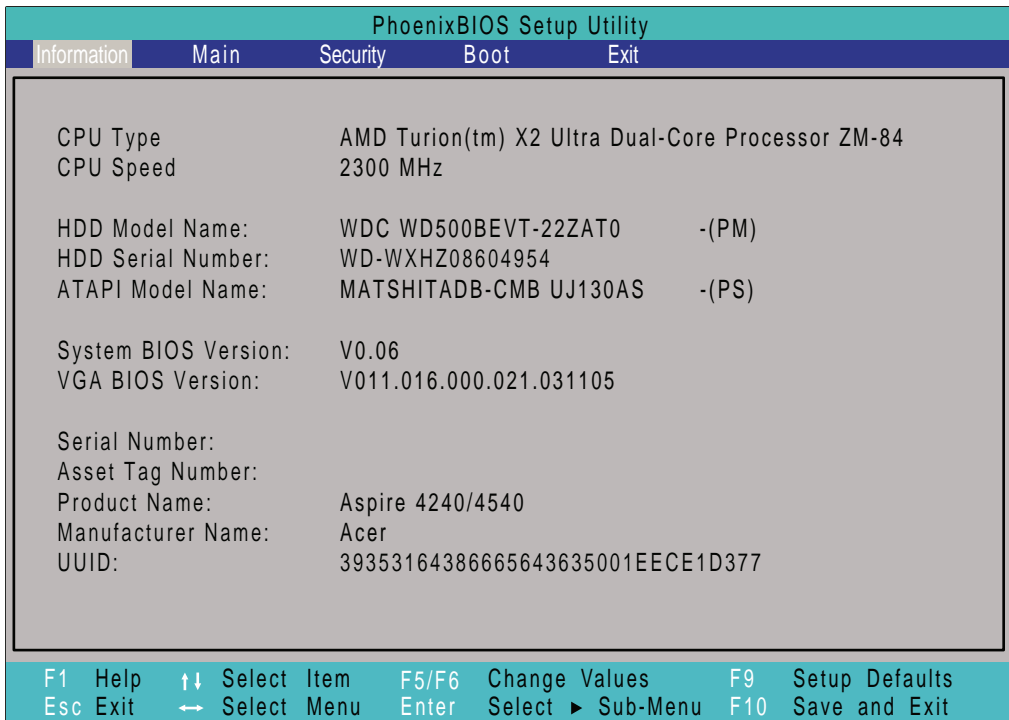 PhoenixBIOS Setup Utility
Information Main Security Boot Exit
CPU Type AMD Turion(tm) X2 Ultra Dual-Core Processor ZM-84
CPU Speed 2300 MHz
HDD Model Name: WDC WD500BEVT-22ZAT0 -(PM)
HDD Serial Number: WD-WXHZ08604954
ATAPI Model Name: MATSHITADB-CMB UJ130AS -(PS)
System BIOS Version: V0.06
VGA BIOS Version: V011.016.000.021.031105
Serial Number:
Asset Tag Number:
Product Name: Aspire 4240/4540
Manufacturer Name: Acer
UUID: 39353164386665643635001EECE1D377
F1 Help ↑↓ Select Item F5/F6 Change Values F9 Setup Defaults
Esc Exit ↔ Select Menu Enter Select ► Sub-Menu F10 Save and Exit